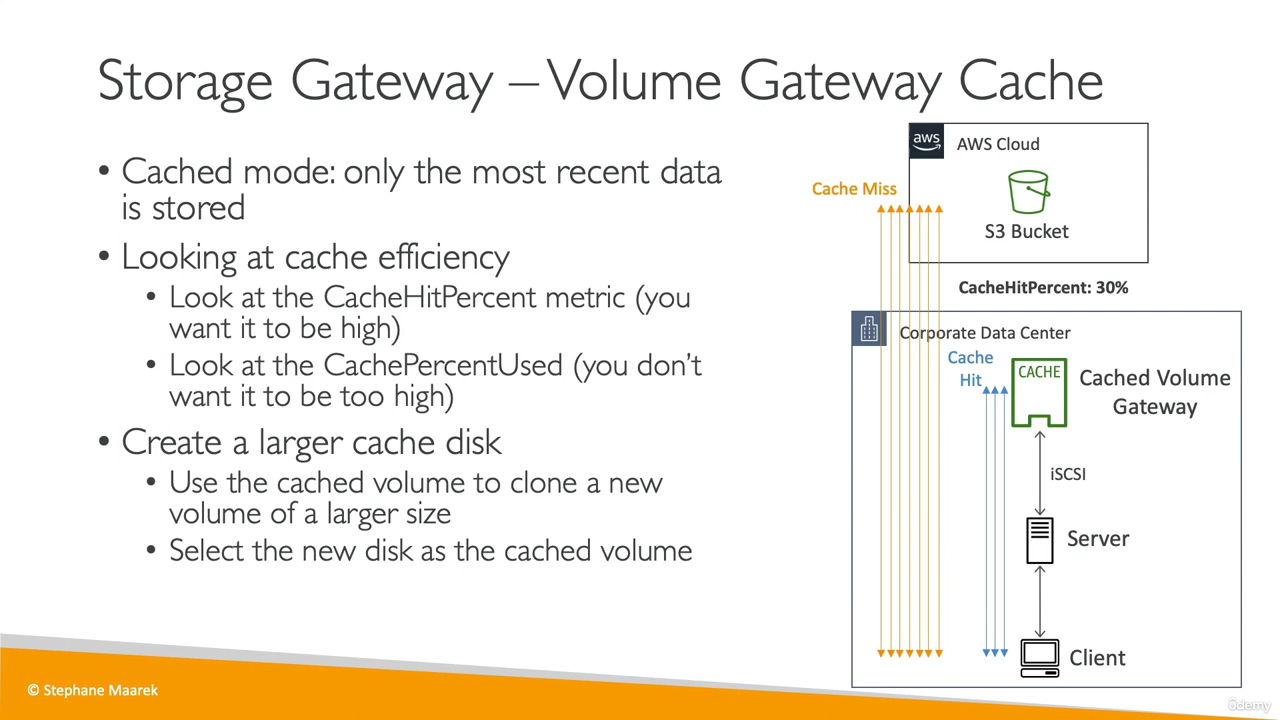 Storage Gateway – Volume Gateway Cache
• Cached mode: only the most recent data
is stored
• Looking at cache efficiency
• Look at the CacheHitPercent metric (you
want it to be high)
• Look at the CachePercentUsed (you don't
want it to be too high)
• Create a larger cache disk
• Use the cached volume to clone a new
volume of a larger size
• Select the new disk as the cached volume
aws
AWS Cloud
Cache Miss
S3 Bucket
CacheHitPercent: 30%
Corporate Data Center
Cache
Hit
CACHE
Cached Volume
Gateway
iSCSI
Server
Client
© Stephane Maarek
ûdemy